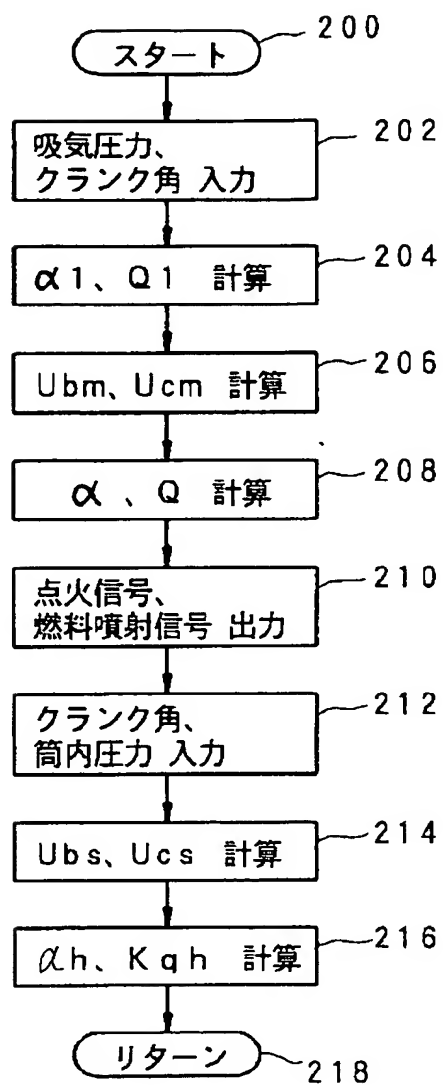 スタート
200
吸気圧力、
クランク角 入力
202
α1、Q1 計算
204
Ubm、Ucm 計算
206
α、Q 計算
208
点火信号、
燃料噴射信号 出力
210
クランク角、
筒内圧力 入力
212
Ubs、Ucs 計算
214
αh、Kqh 計算
216
リターン
218